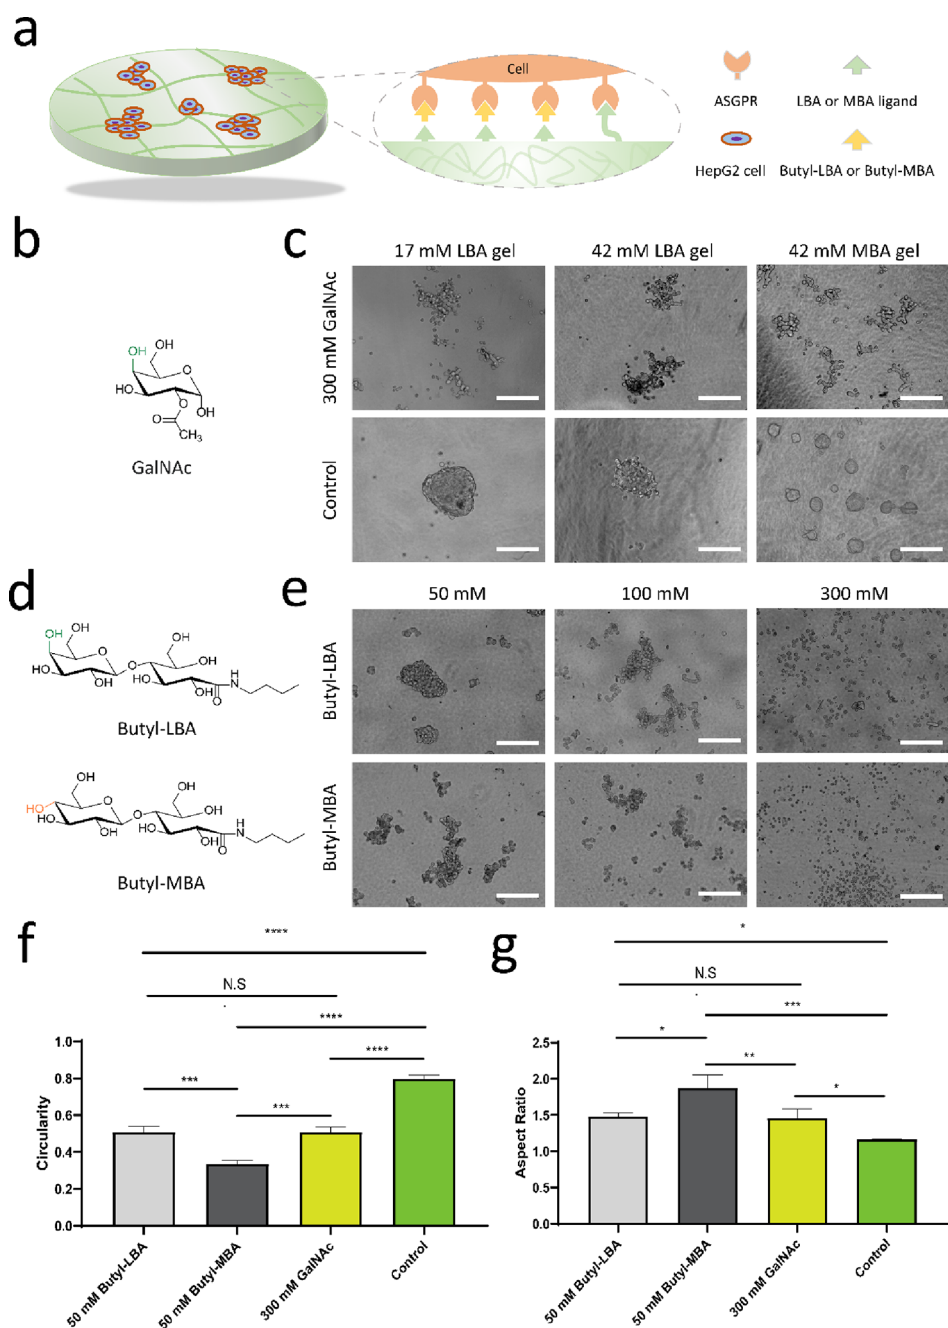 a
Cell
ASGPR
LBA or MBA ligand
HepG2 cell
Butyl-LBA or Butyl-MBA
b
OH
OH
O
HO
O
OH
O
CH3
GalNAc
c
17 mM LBA gel
42 mM LBA gel
42 mM MBA gel
300 mM GalNAc
Control
d
OH
OH
O
HO
OH
O
OH
OH
HO
OH
O
H
N
Butyl-LBA
OH
HO
O
HO
OH
OH
O
OH
OH
HO
OH
O
H
N
Butyl-MBA
e
50 mM
100 mM
300 mM
Butyl-LBA
Butyl-MBA
f
****
N.S
****
****
***
***
Circularity
1.0
0.8
0.6
0.4
0.2
0.0
50 mM Butyl-LBA
50 mM Butyl-MBA
300 mM GalNAc
Control
g
*
N.S
***
*
**
*
Aspect Ratio
2.5
2.0
1.5
1.0
0.5
0.0
50 mM Butyl-LBA
50 mM Butyl-MBA
300 mM GalNAc
Control